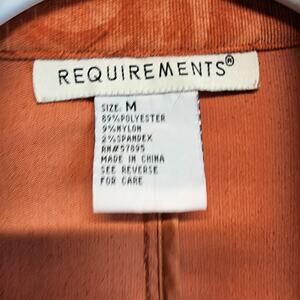 REQUIREMENTS®
SIZE: M
89%POLYESTER
9%NYLON
2%SPANDEX
RN#57895
MADE IN CHINA
SEE REVERSE
FOR CARE